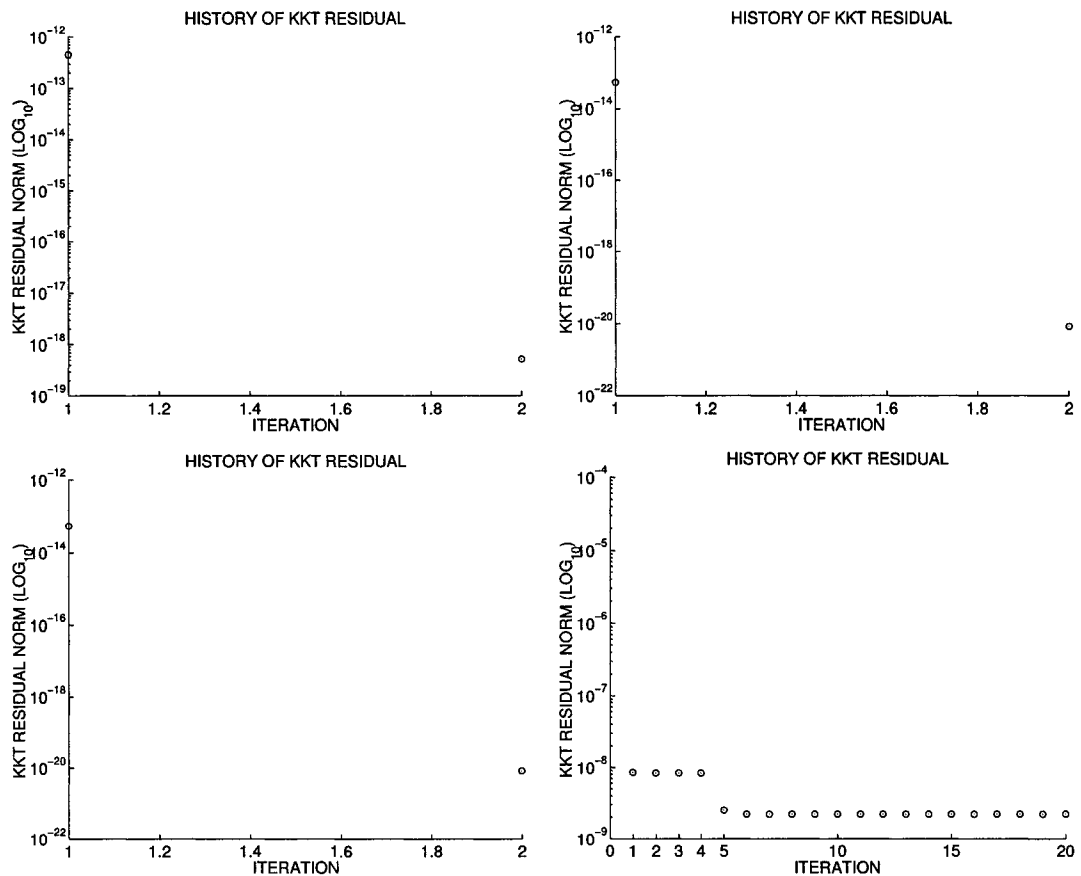 HISTORY OF KKT RESIDUAL
KKT RESIDUAL NORM (LOG₁₀)
10⁻¹²
10⁻¹³
10⁻¹⁴
10⁻¹⁵
10⁻¹⁶
10⁻¹⁷
10⁻¹⁸
10⁻¹⁹
1 1.2 1.4 1.6 1.8 2
ITERATION
HISTORY OF KKT RESIDUAL
KKT RESIDUAL NORM (LOG₁₀)
10⁻¹²
10⁻¹⁴
10⁻¹⁶
10⁻¹⁸
10⁻²⁰
10⁻²²
1 1.2 1.4 1.6 1.8 2
ITERATION
HISTORY OF KKT RESIDUAL
KKT RESIDUAL NORM (LOG₁₀)
10⁻¹²
10⁻¹⁴
10⁻¹⁶
10⁻¹⁸
10⁻²⁰
10⁻²²
1 1.2 1.4 1.6 1.8 2
ITERATION
HISTORY OF KKT RESIDUAL
KKT RESIDUAL NORM (LOG₁₀)
10⁻⁴
10⁻⁵
10⁻⁶
10⁻⁷
10⁻⁸
10⁻⁹
0 1 2 3 4 5 10 15 20
ITERATION